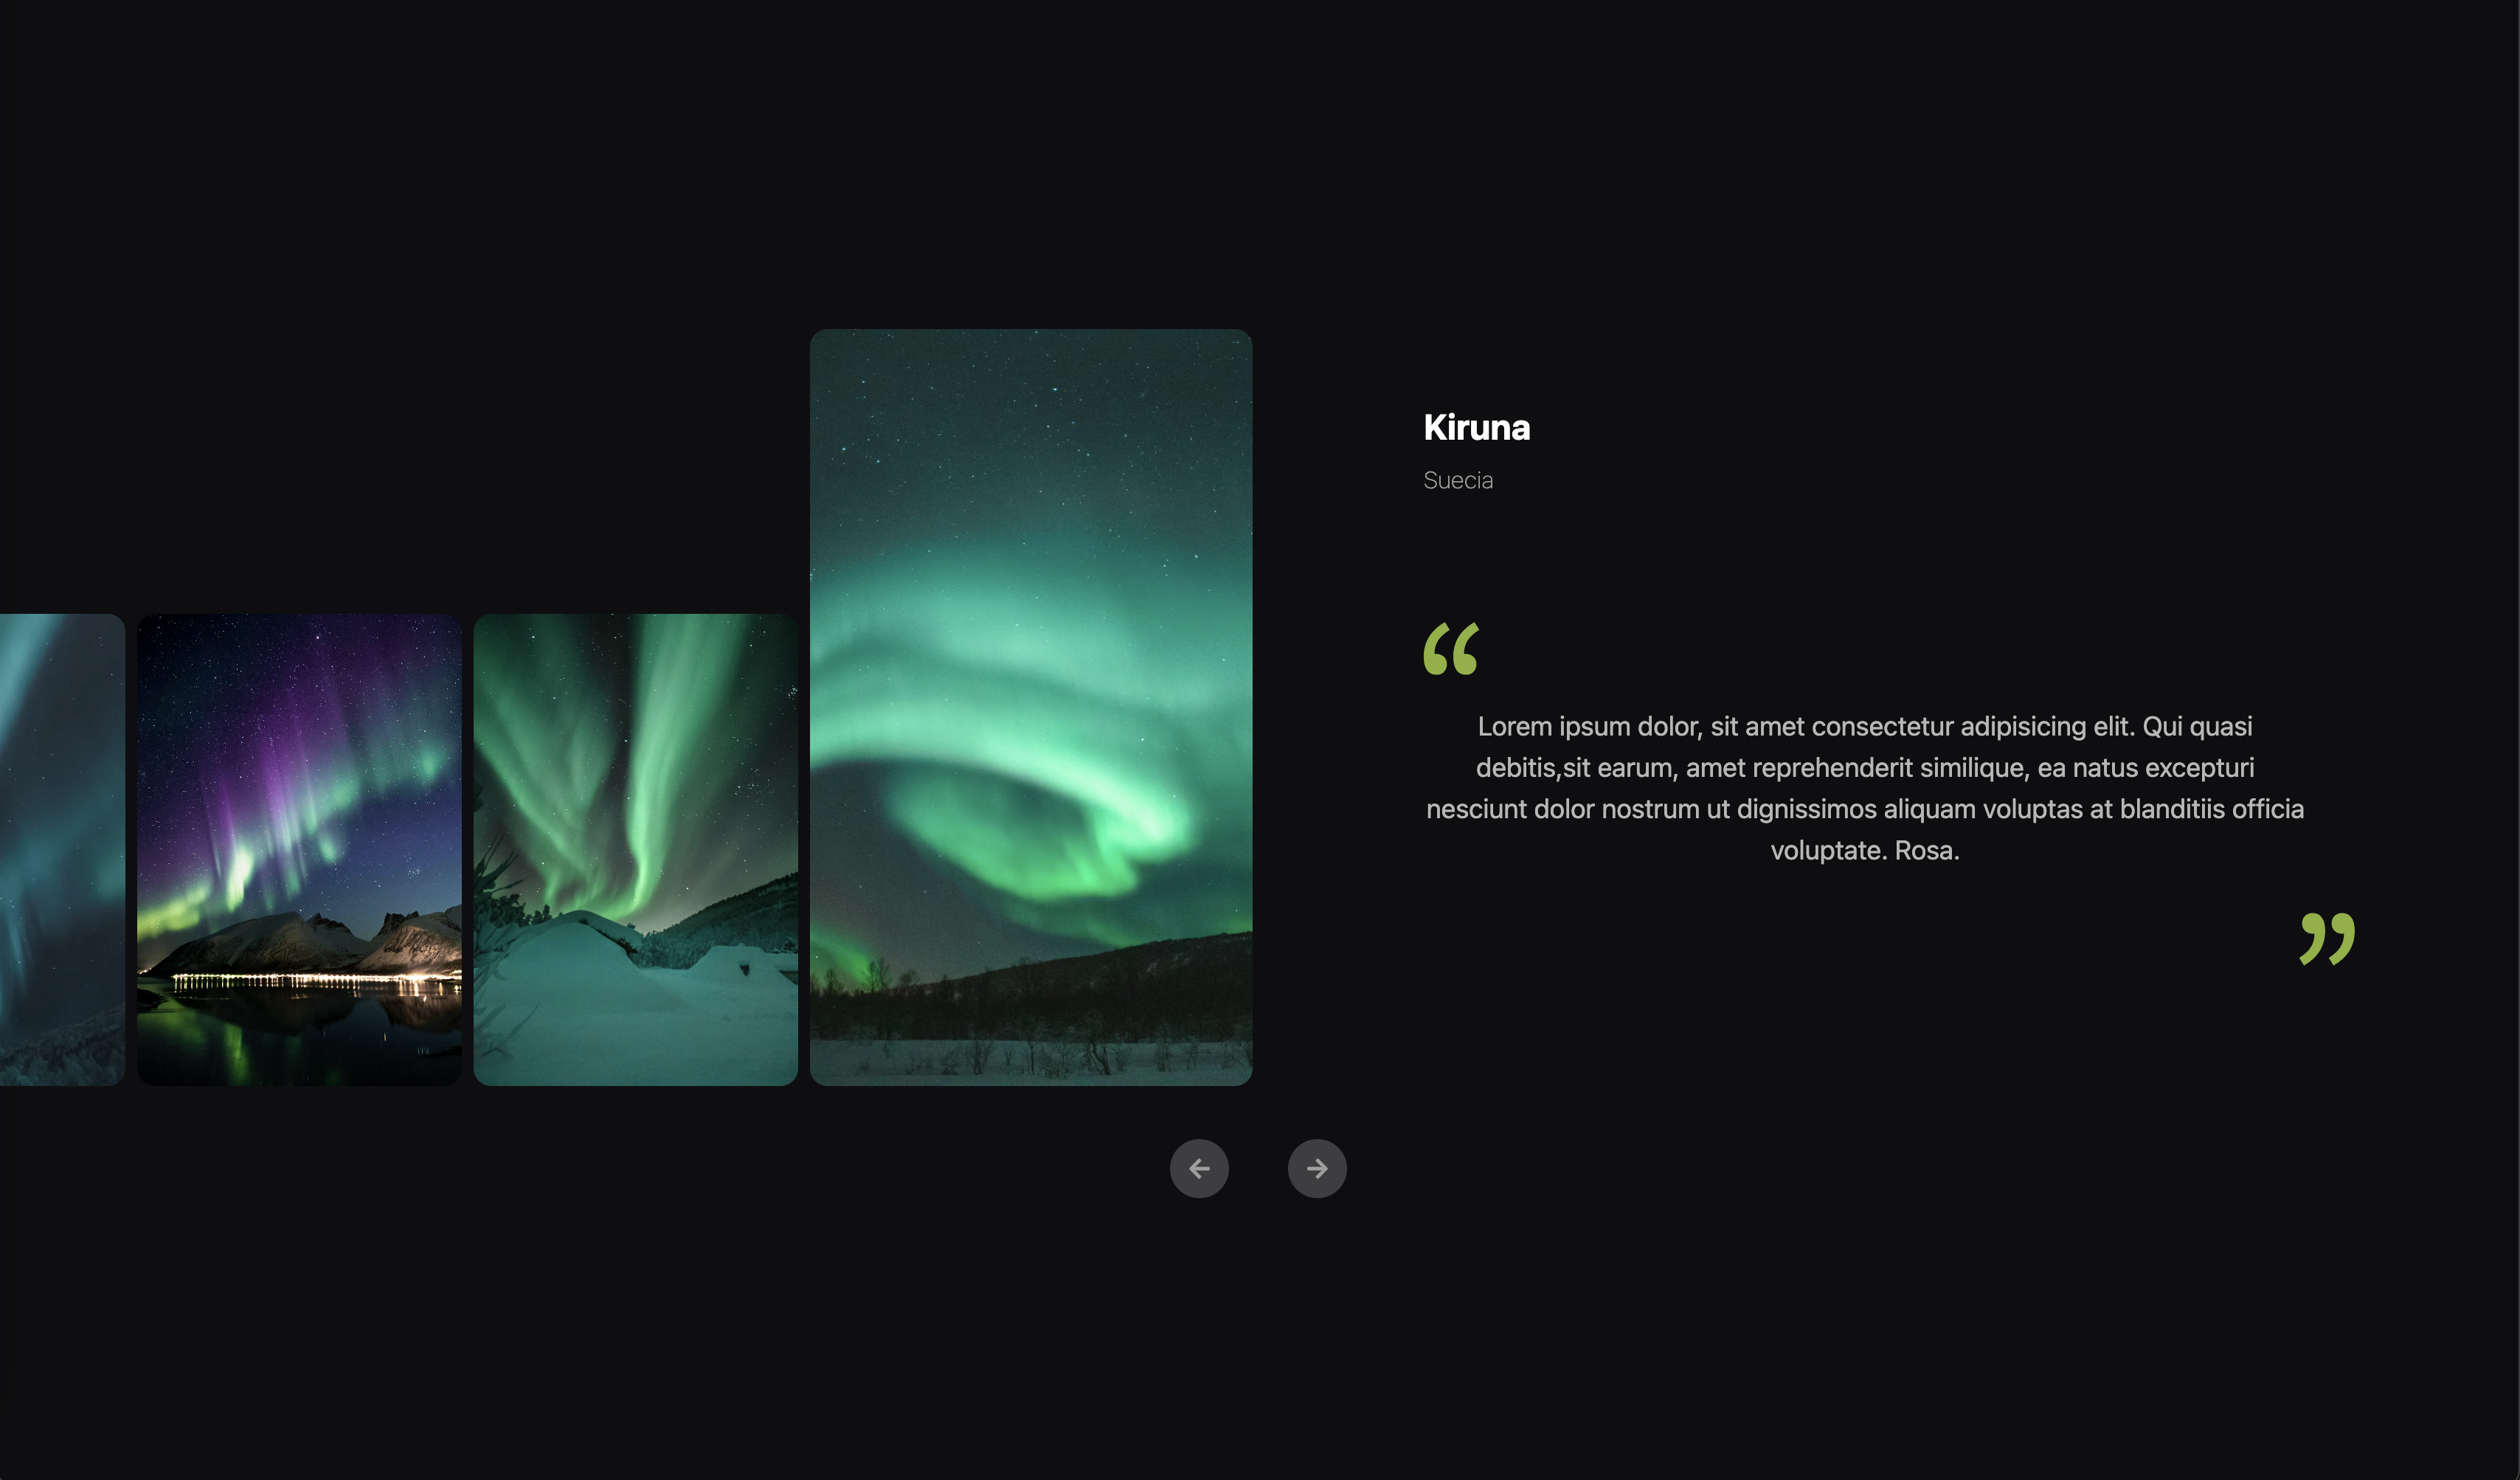 Kiruna
Suecia
“
Lorem ipsum dolor, sit amet consectetur adipisicing elit. Qui quasi
debitis,sit earum, amet reprehenderit similique, ea natus excepturi
nesciunt dolor nostrum ut dignissimos aliquam voluptas at blanditiis officia
voluptate. Rosa.
”